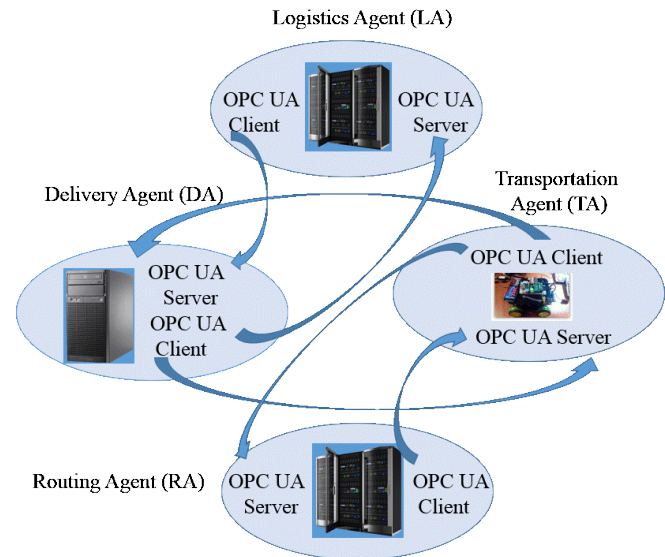 Logistics Agent (LA)
OPC UA
Client
OPC UA
Server
Delivery Agent (DA)
Transportation
Agent (TA)
OPC UA
Server
OPC UA
Client
OPC UA Client
OPC UA Server
Routing Agent (RA)
OPC UA
Server
OPC UA
Client